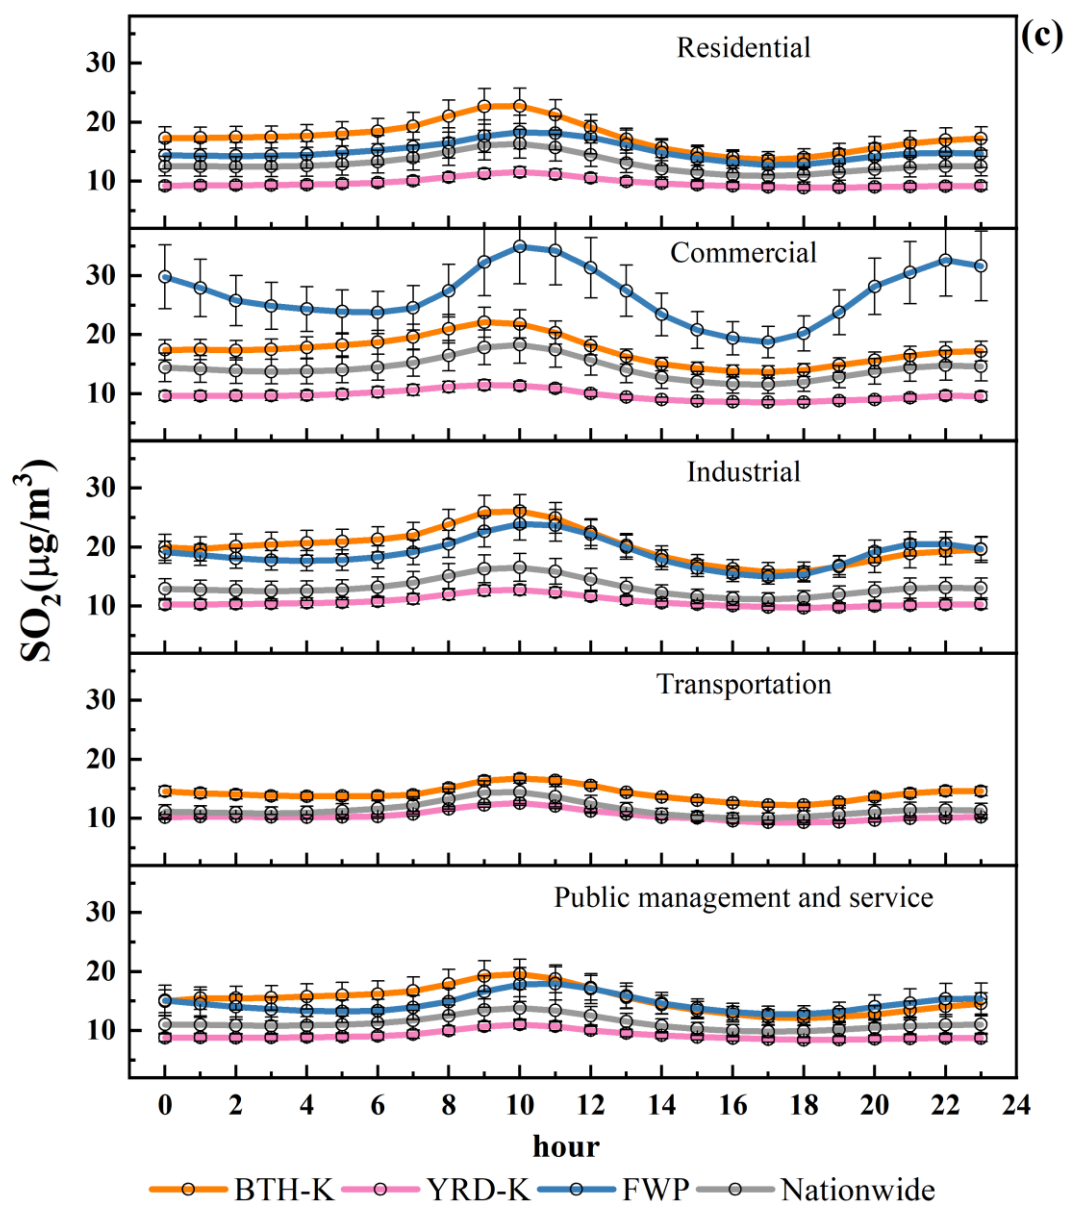 (c)
Residential
30
20
10
Commercial
30
20
10
Industrial
30
20
10
Transportation
30
20
10
Public management and service
30
20
10
SO2(μg/m3)
0 2 4 6 8 10 12 14 16 18 20 22 24
hour
BTH-K YRD-K FWP Nationwide